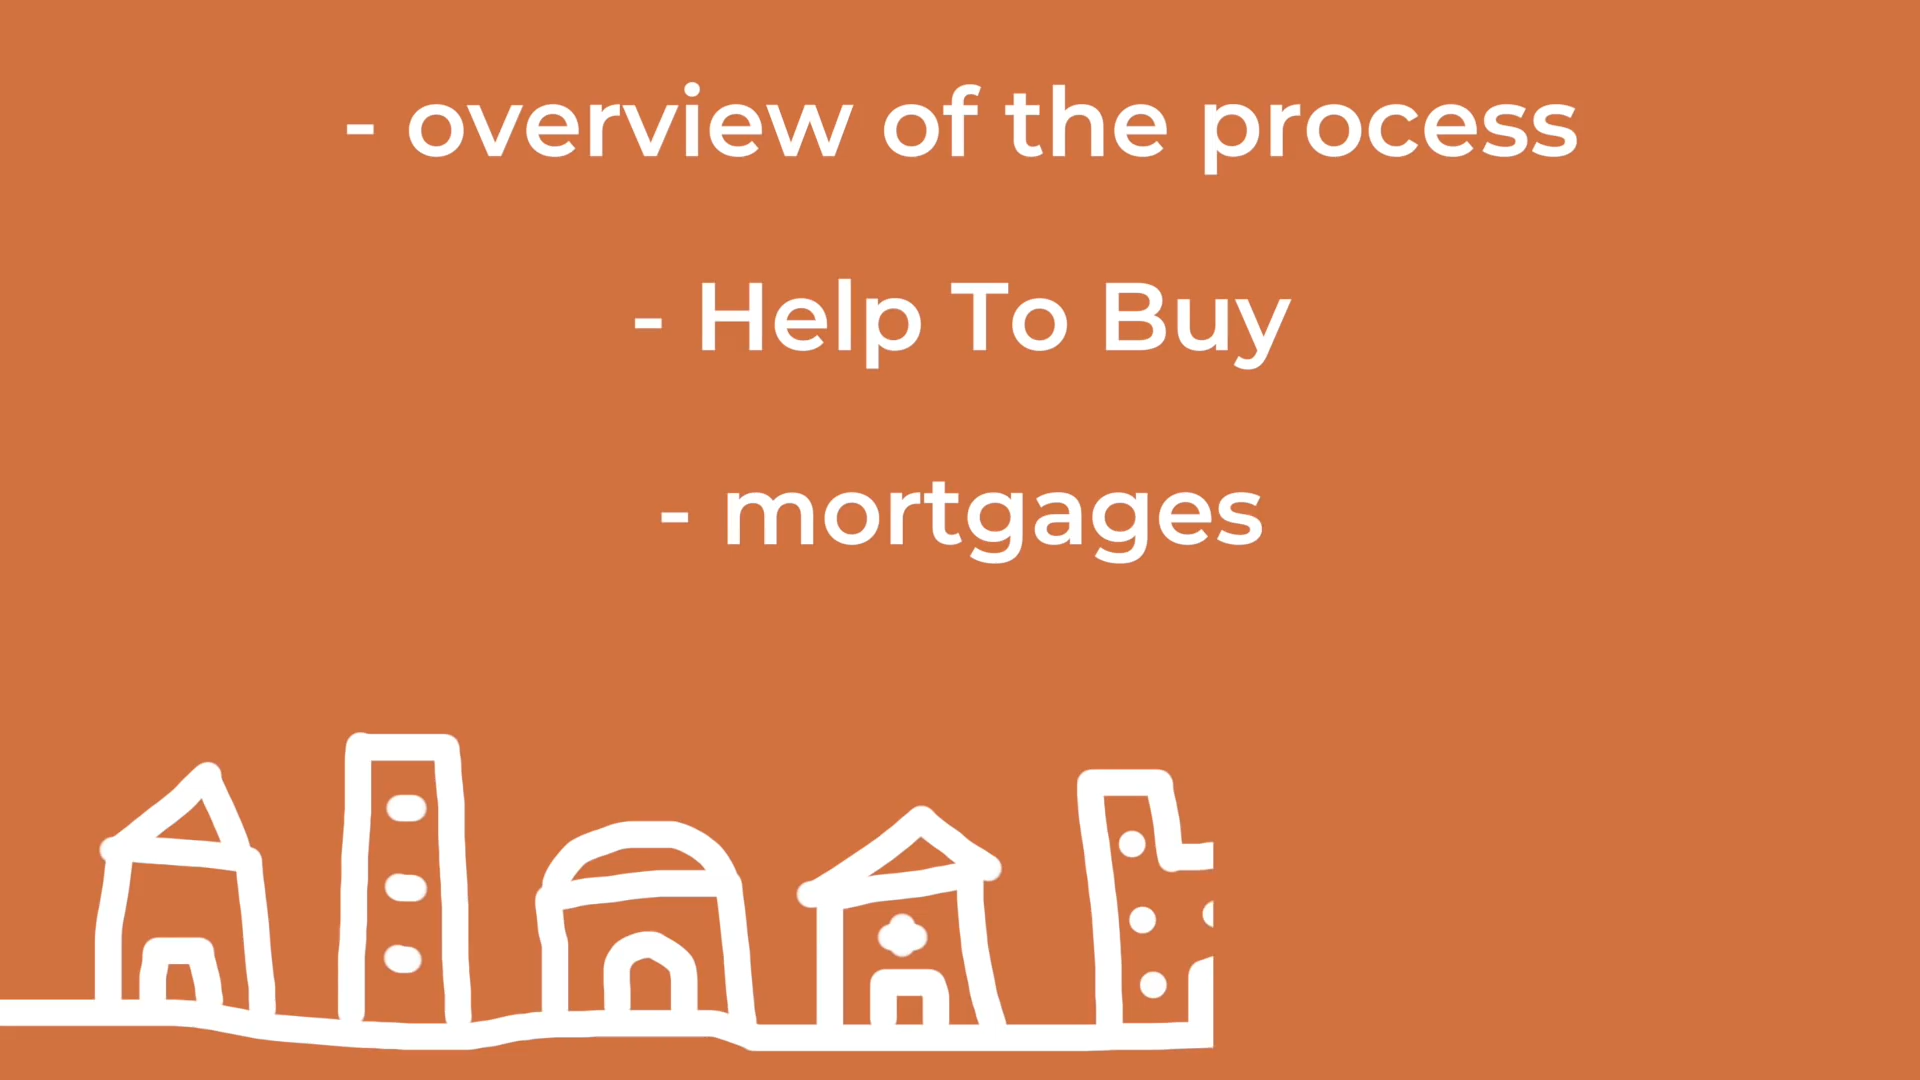 - overview of the process
- Help To Buy
- mortgages